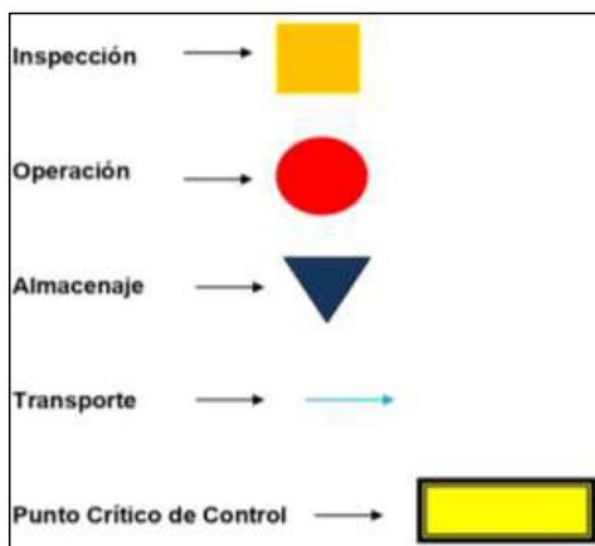 Inspección
Operación
Almacenaje
Transporte
Punto Crítico de Control